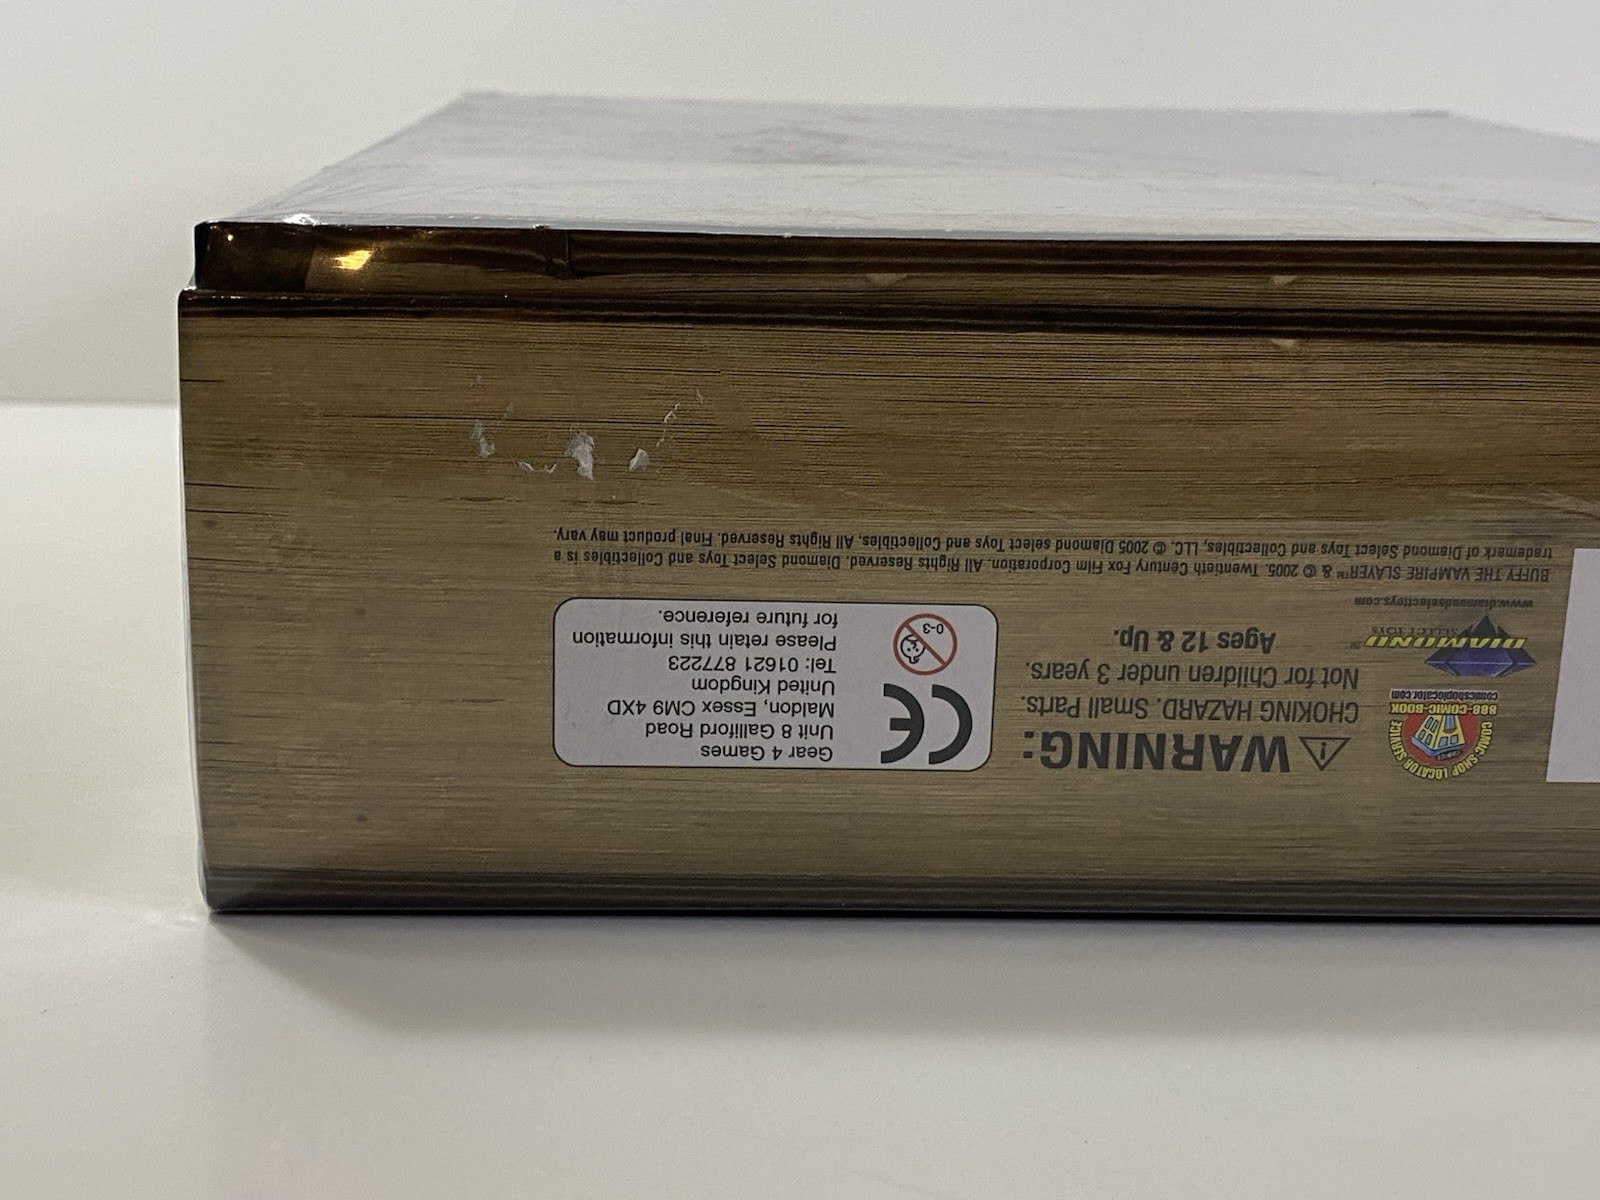 COMIC SHOP LOCATOR SERVICE
888-COMIC-BOOK
comicshoplocator.com
DIAMOND™
SELECT TOYS
www.diamondselecttoys.com
WARNING:
CHOKING HAZARD. Small Parts.
Not for Children under 3 years.
Ages 12 & Up.
CE
0-3
Gear 4 Games
Unit 8 Galliford Road
Maldon, Essex CM9 4XD
United Kingdom
Tel: 01621 877223
Please retain this information
for future reference.
BUFFY THE VAMPIRE SLAYER™ & © 2005. Twentieth Century Fox Film Corporation. All Rights Reserved. Diamond Select Toys and Collectibles is a
trademark of Diamond Select Toys and Collectibles, LLC. © 2005 Diamond select Toys and Collectibles, All Rights Reserved. Final product may vary.